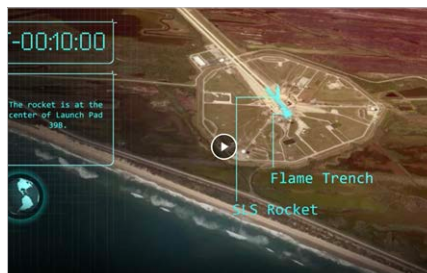 T-00:10:00
The rocket is at the
center of Launch Pad
39B.
Flame Trench
SLS Rocket